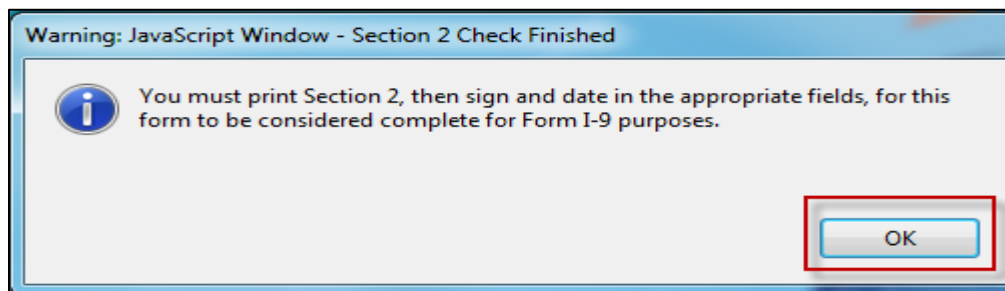 Warning: JavaScript Window - Section 2 Check Finished
You must print Section 2, then sign and date in the appropriate fields, for this
form to be considered complete for Form I-9 purposes.
OK